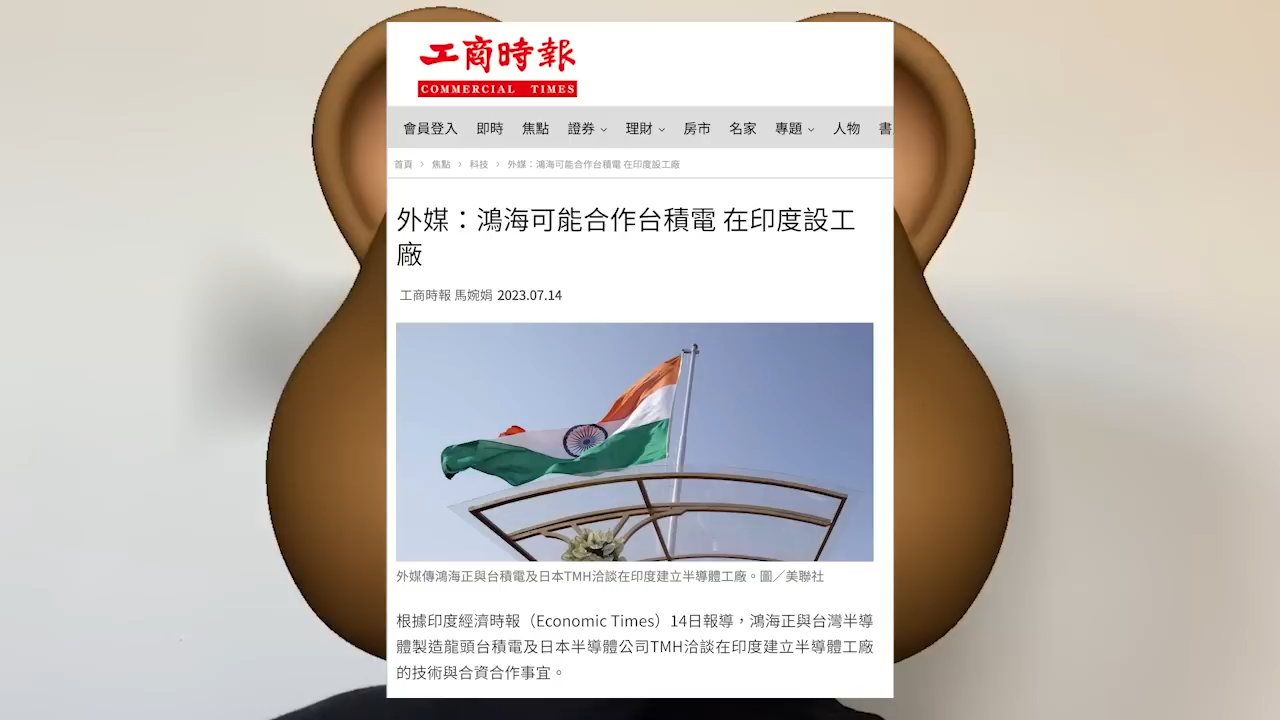 工商時報
COMMERCIAL TIMES
會員登入 即時 焦點 證券 理財 房市 名家 專題 人物 書
首頁 > 焦點 > 科技 > 外媒：鴻海可能合作台積電 在印度設工廠
外媒：鴻海可能合作台積電 在印度設工
廠
工商時報 馬婉娟 2023.07.14
外媒傳鴻海正與台積電及日本TMH洽談在印度建立半導體工廠。圖／美聯社
根據印度經濟時報（Economic Times）14日報導，鴻海正與台灣半導
體製造龍頭台積電及日本半導體公司TMH洽談在印度建立半導體工廠
的技術與合資合作事宜。